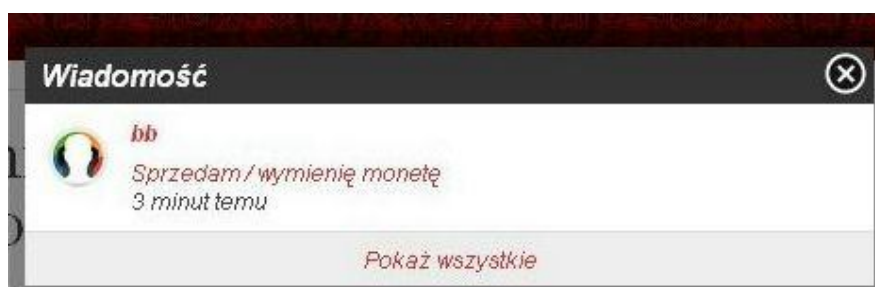 Wiadomość
bb
Sprzedam / wymienię monetę
3 minut temu
Pokaż wszystkie